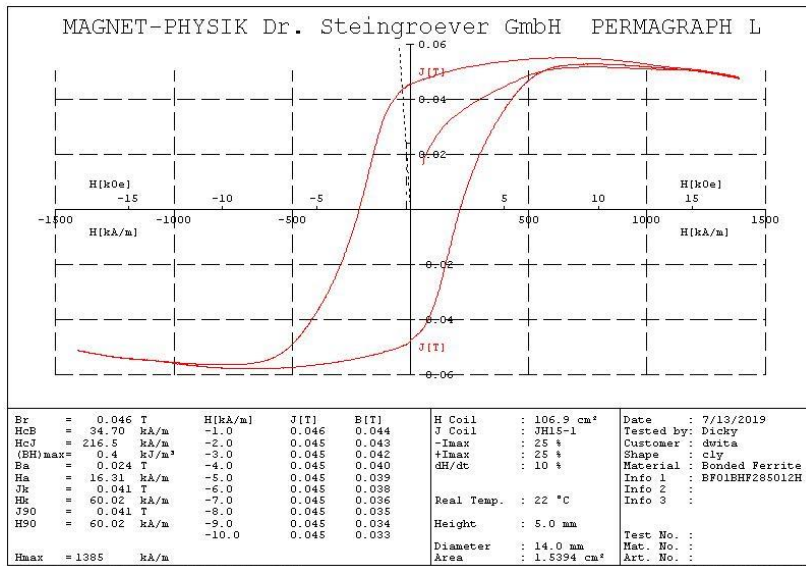 MAGNET-PHYSIK Dr. Steingroever GmbH PERMAGRAPH L
0.06
J[T]
0.04
J
0.02
H[kOe] H[kOe]
-15 -10 -5 5 10 15
-1500 -1000 -500 0 500 1000 1500
H[kA/m] H[kA/m]
-0.02
-0.04
J[T]
-0.06
Br = 0.046 T
HcB = 34.70 kA/m
HcJ = 216.5 kA/m
(BH)max= 0.4 kJ/m³
Ba = 0.024 T
Ha = 16.31 kA/m
Jk = 0.041 T
Hk = 60.02 kA/m
J90 = 0.041 T
H90 = 60.02 kA/m
Hmax =1385 kA/m
H[kA/m] J[T] B[T]
-1.0 0.046 0.044
-2.0 0.045 0.043
-3.0 0.045 0.042
-4.0 0.045 0.040
-5.0 0.045 0.039
-6.0 0.045 0.038
-7.0 0.045 0.036
-8.0 0.045 0.035
-9.0 0.045 0.034
-10.0 0.045 0.033
H Coil : 106.9 cm²
J Coil : JH15-1
-Imax : 25 %
+Imax : 25 %
dH/dt : 10 %
Real Temp. : 22 °C
Height : 5.0 mm
Diameter : 14.0 mm
Area : 1.5394 cm²
Date : 7/13/2019
Tested by: Dicky
Customer : dwita
Shape : cly
Material : Bonded Ferrite
Info 1 : BF01BHF285012H
Info 2 :
Info 3 :
Test No. :
Mat. No. :
Art. No. :